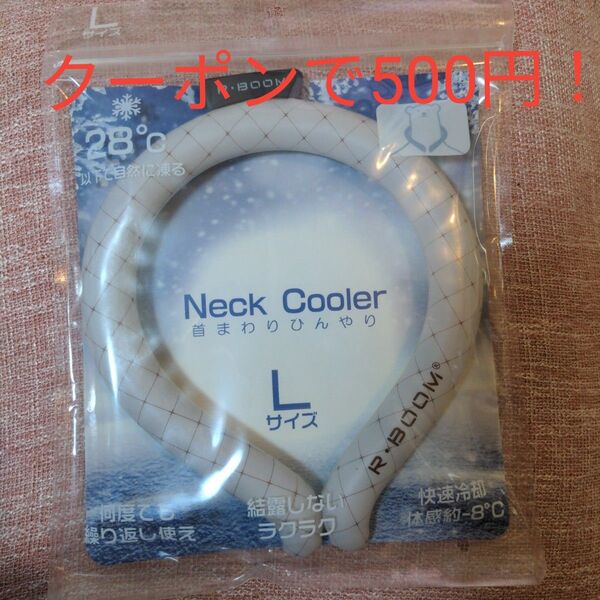 L
サイズ
クーポンで500円！
R・BOOM
28℃
以下で自然に凍る
Neck Cooler
首まわりひんやり
L
サイズ
R・BOOM®
何度でも
繰り返し使え
結露しない
ラクラク
快速冷却
体感約-8℃